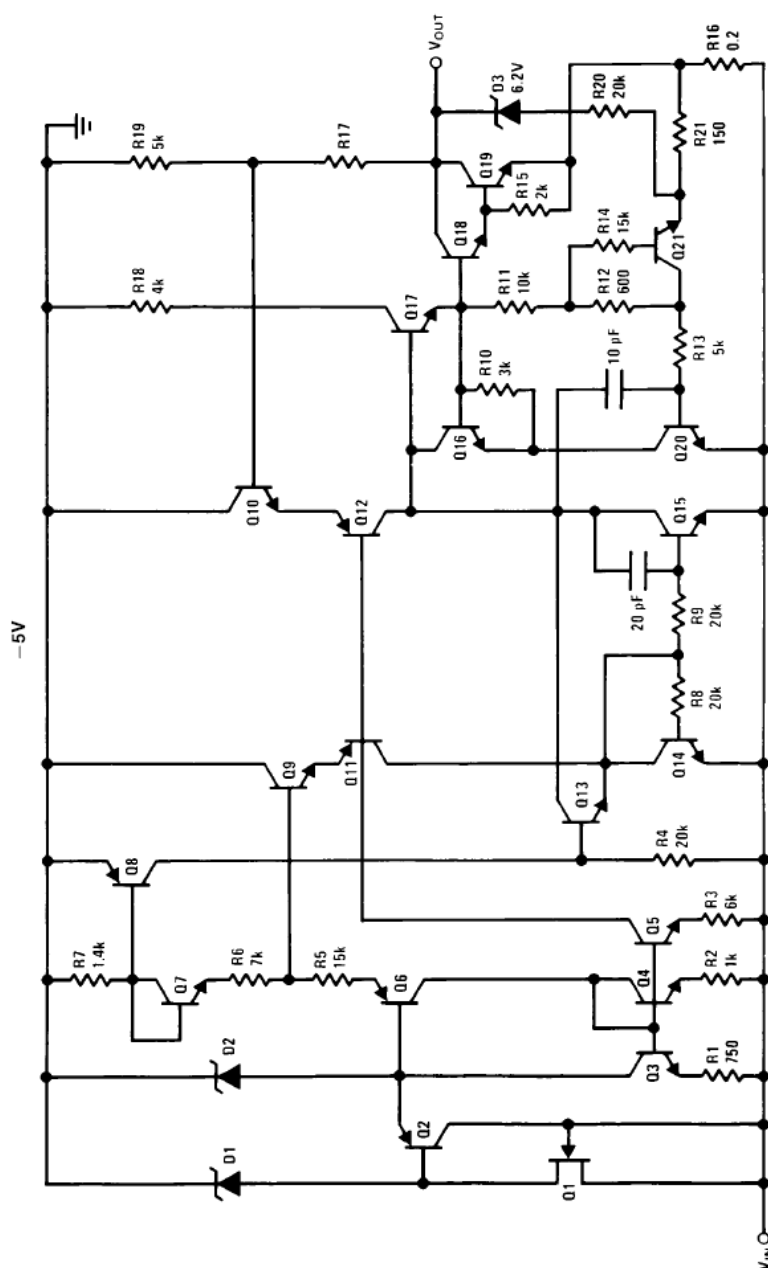 −5V
R7
1.4k
R18
4k
R19
5k
R17
VOUT
D1
D2
Q7
Q8
R6
7k
Q9
Q10
Q17
Q18
Q19
D3
6.2V
R5
15k
Q11
Q12
Q16
R10
3k
R11
10k
R15
2k
R20
20k
Q2
Q6
R14
15k
R12
600
Q13
10 pF
Q1
Q3
Q4
Q5
Q14
R8
20k
R9
20k
20 pF
Q15
Q20
R13
5k
Q21
R21
150
R16
0.2
R1
750
R2
1k
R3
6k
R4
20k
VIN